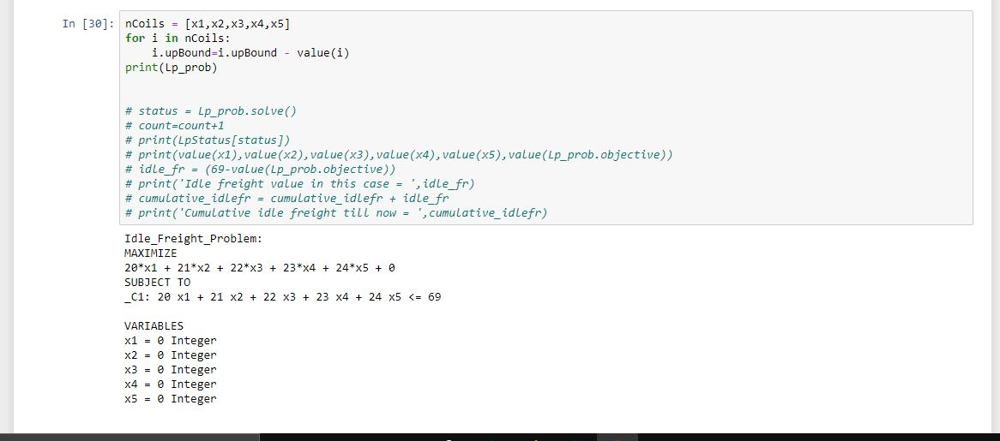 In [30]: nCoils = [x1,x2,x3,x4,x5]
for i in nCoils:
    i.upBound=i.upBound - value(i)
print(Lp_prob)
# status = Lp_prob.solve()
# count=count+1
# print(LpStatus[status])
# print(value(x1),value(x2),value(x3),value(x4),value(x5),value(Lp_prob.objective))
# idle_fr = (69-value(Lp_prob.objective))
# print('Idle freight value in this case = ',idle_fr)
# cumulative_idlefr = cumulative_idlefr + idle_fr
# print('Cumulative idle freight till now = ',cumulative_idlefr)
Idle_Freight_Problem:
MAXIMIZE
20*x1 + 21*x2 + 22*x3 + 23*x4 + 24*x5 + 0
SUBJECT TO
_C1: 20 x1 + 21 x2 + 22 x3 + 23 x4 + 24 x5 <= 69
VARIABLES
x1 = 0 Integer
x2 = 0 Integer
x3 = 0 Integer
x4 = 0 Integer
x5 = 0 Integer